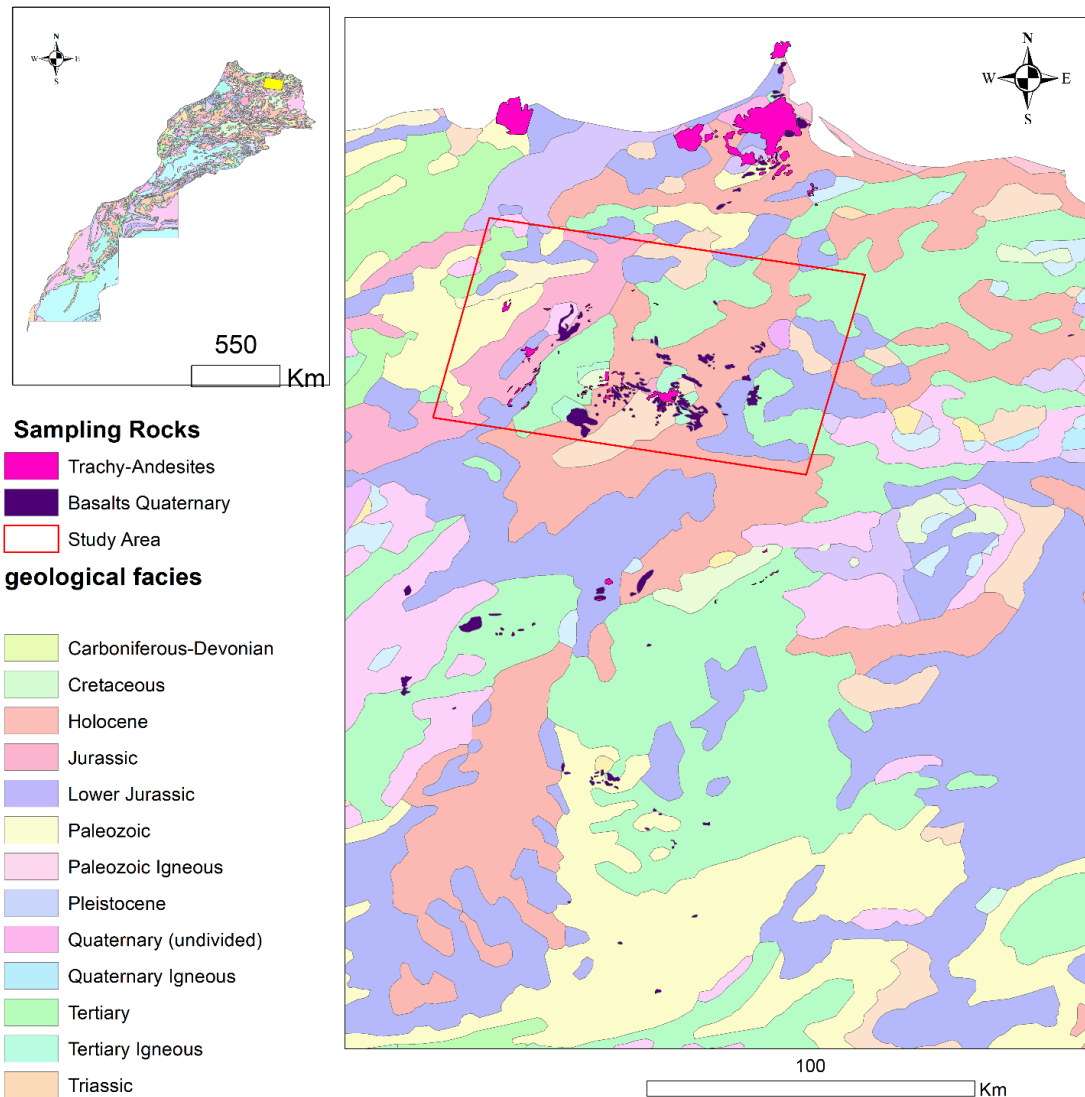 N
W E
S
550
Km
Sampling Rocks
Trachy-Andesites
Basalts Quaternary
Study Area
geological facies
Carboniferous-Devonian
Cretaceous
Holocene
Jurassic
Lower Jurassic
Paleozoic
Paleozoic Igneous
Pleistocene
Quaternary (undivided)
Quaternary Igneous
Tertiary
Tertiary Igneous
Triassic
N
W E
S
100
Km